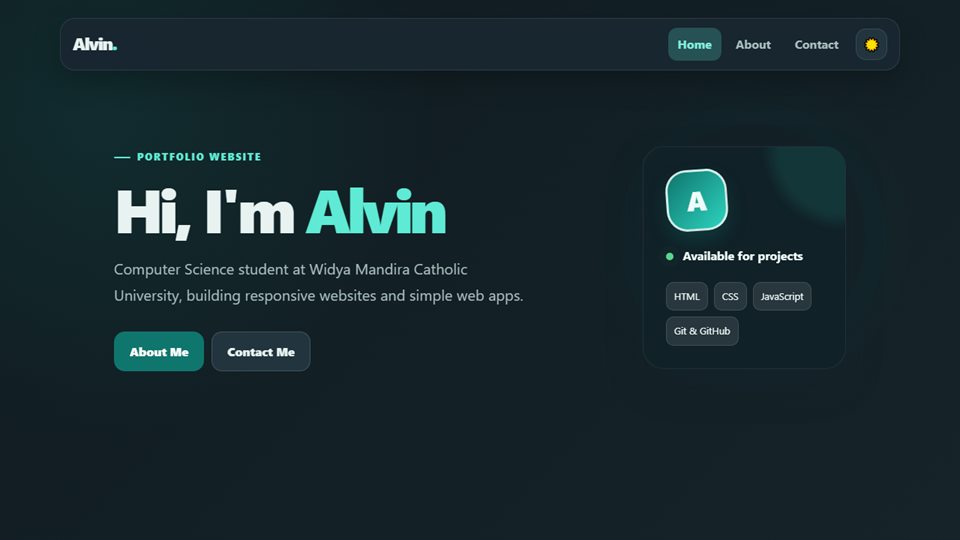 Alvin.
Home
About
Contact
PORTFOLIO WEBSITE
Hi, I'm Alvin
Computer Science student at Widya Mandira Catholic
University, building responsive websites and simple web apps.
About Me
Contact Me
A
Available for projects
HTML
CSS
JavaScript
Git & GitHub